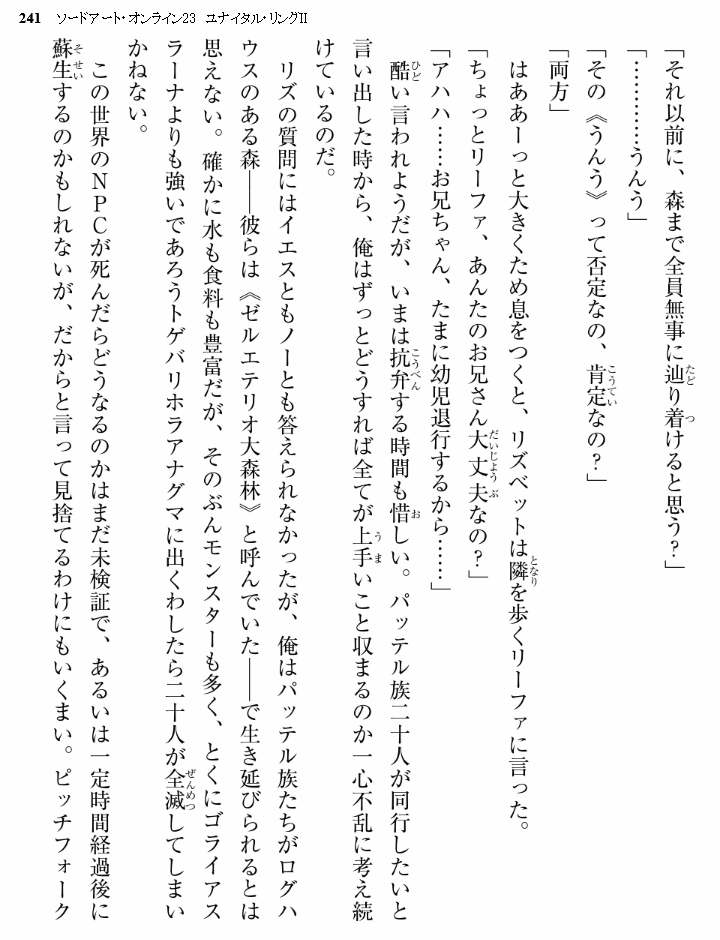 241 ソードアート・オンライン23 ユナイタル・リングII
「それ以前に、森まで全員無事に辿り着けると思う？」
「…………うんう」
「その《うんう》って否定なの、肯定なの？」
「両方」
はああーっと大きくため息をつくと、リズベットは隣を歩くリーファに言った。
「ちょっとリーファ、あんたのお兄さん大丈夫なの？」
「アハハ……お兄ちゃん、たまに幼児退行するから……」
酷い言われようだが、いまは抗弁する時間も惜しい。パッテル族二十人が同行したいと
言い出した時から、俺はずっとどうすれば全てが上手いこと収まるのか一心不乱に考え続
けているのだ。
リズの質問にはイエスともノーとも答えられなかったが、俺はパッテル族たちがログハ
ウスのある森――彼らは《ゼルエテリオ大森林》と呼んでいた――で生き延びられるとは
思えない。確かに水も食料も豊富だが、そのぶんモンスターも多く、とくにゴライアス
ラーナよりも強いであろうトゲバリホラアナグマに出くわしたら二十人が全滅してしまい
かねない。
この世界のＮＰＣが死んだらどうなるのかはまだ未検証で、あるいは一定時間経過後に
蘇生するのかもしれないが、だからと言って見捨てるわけにもいくまい。ピッチフォーク